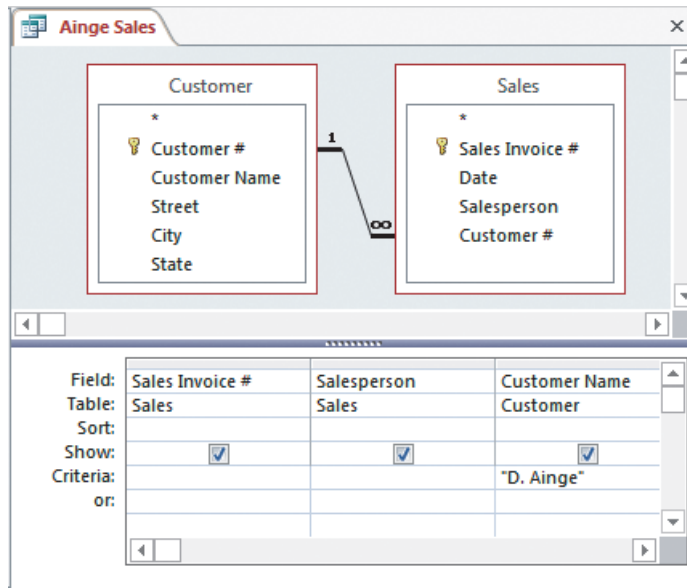 Ainge Sales
Customer
*
Customer #
Customer Name
Street
City
State
1
∞
Sales
*
Sales Invoice #
Date
Salesperson
Customer #
Field: Sales Invoice # Salesperson Customer Name
Table: Sales Sales Customer
Sort:
Show:
Criteria: "D. Ainge"
or: